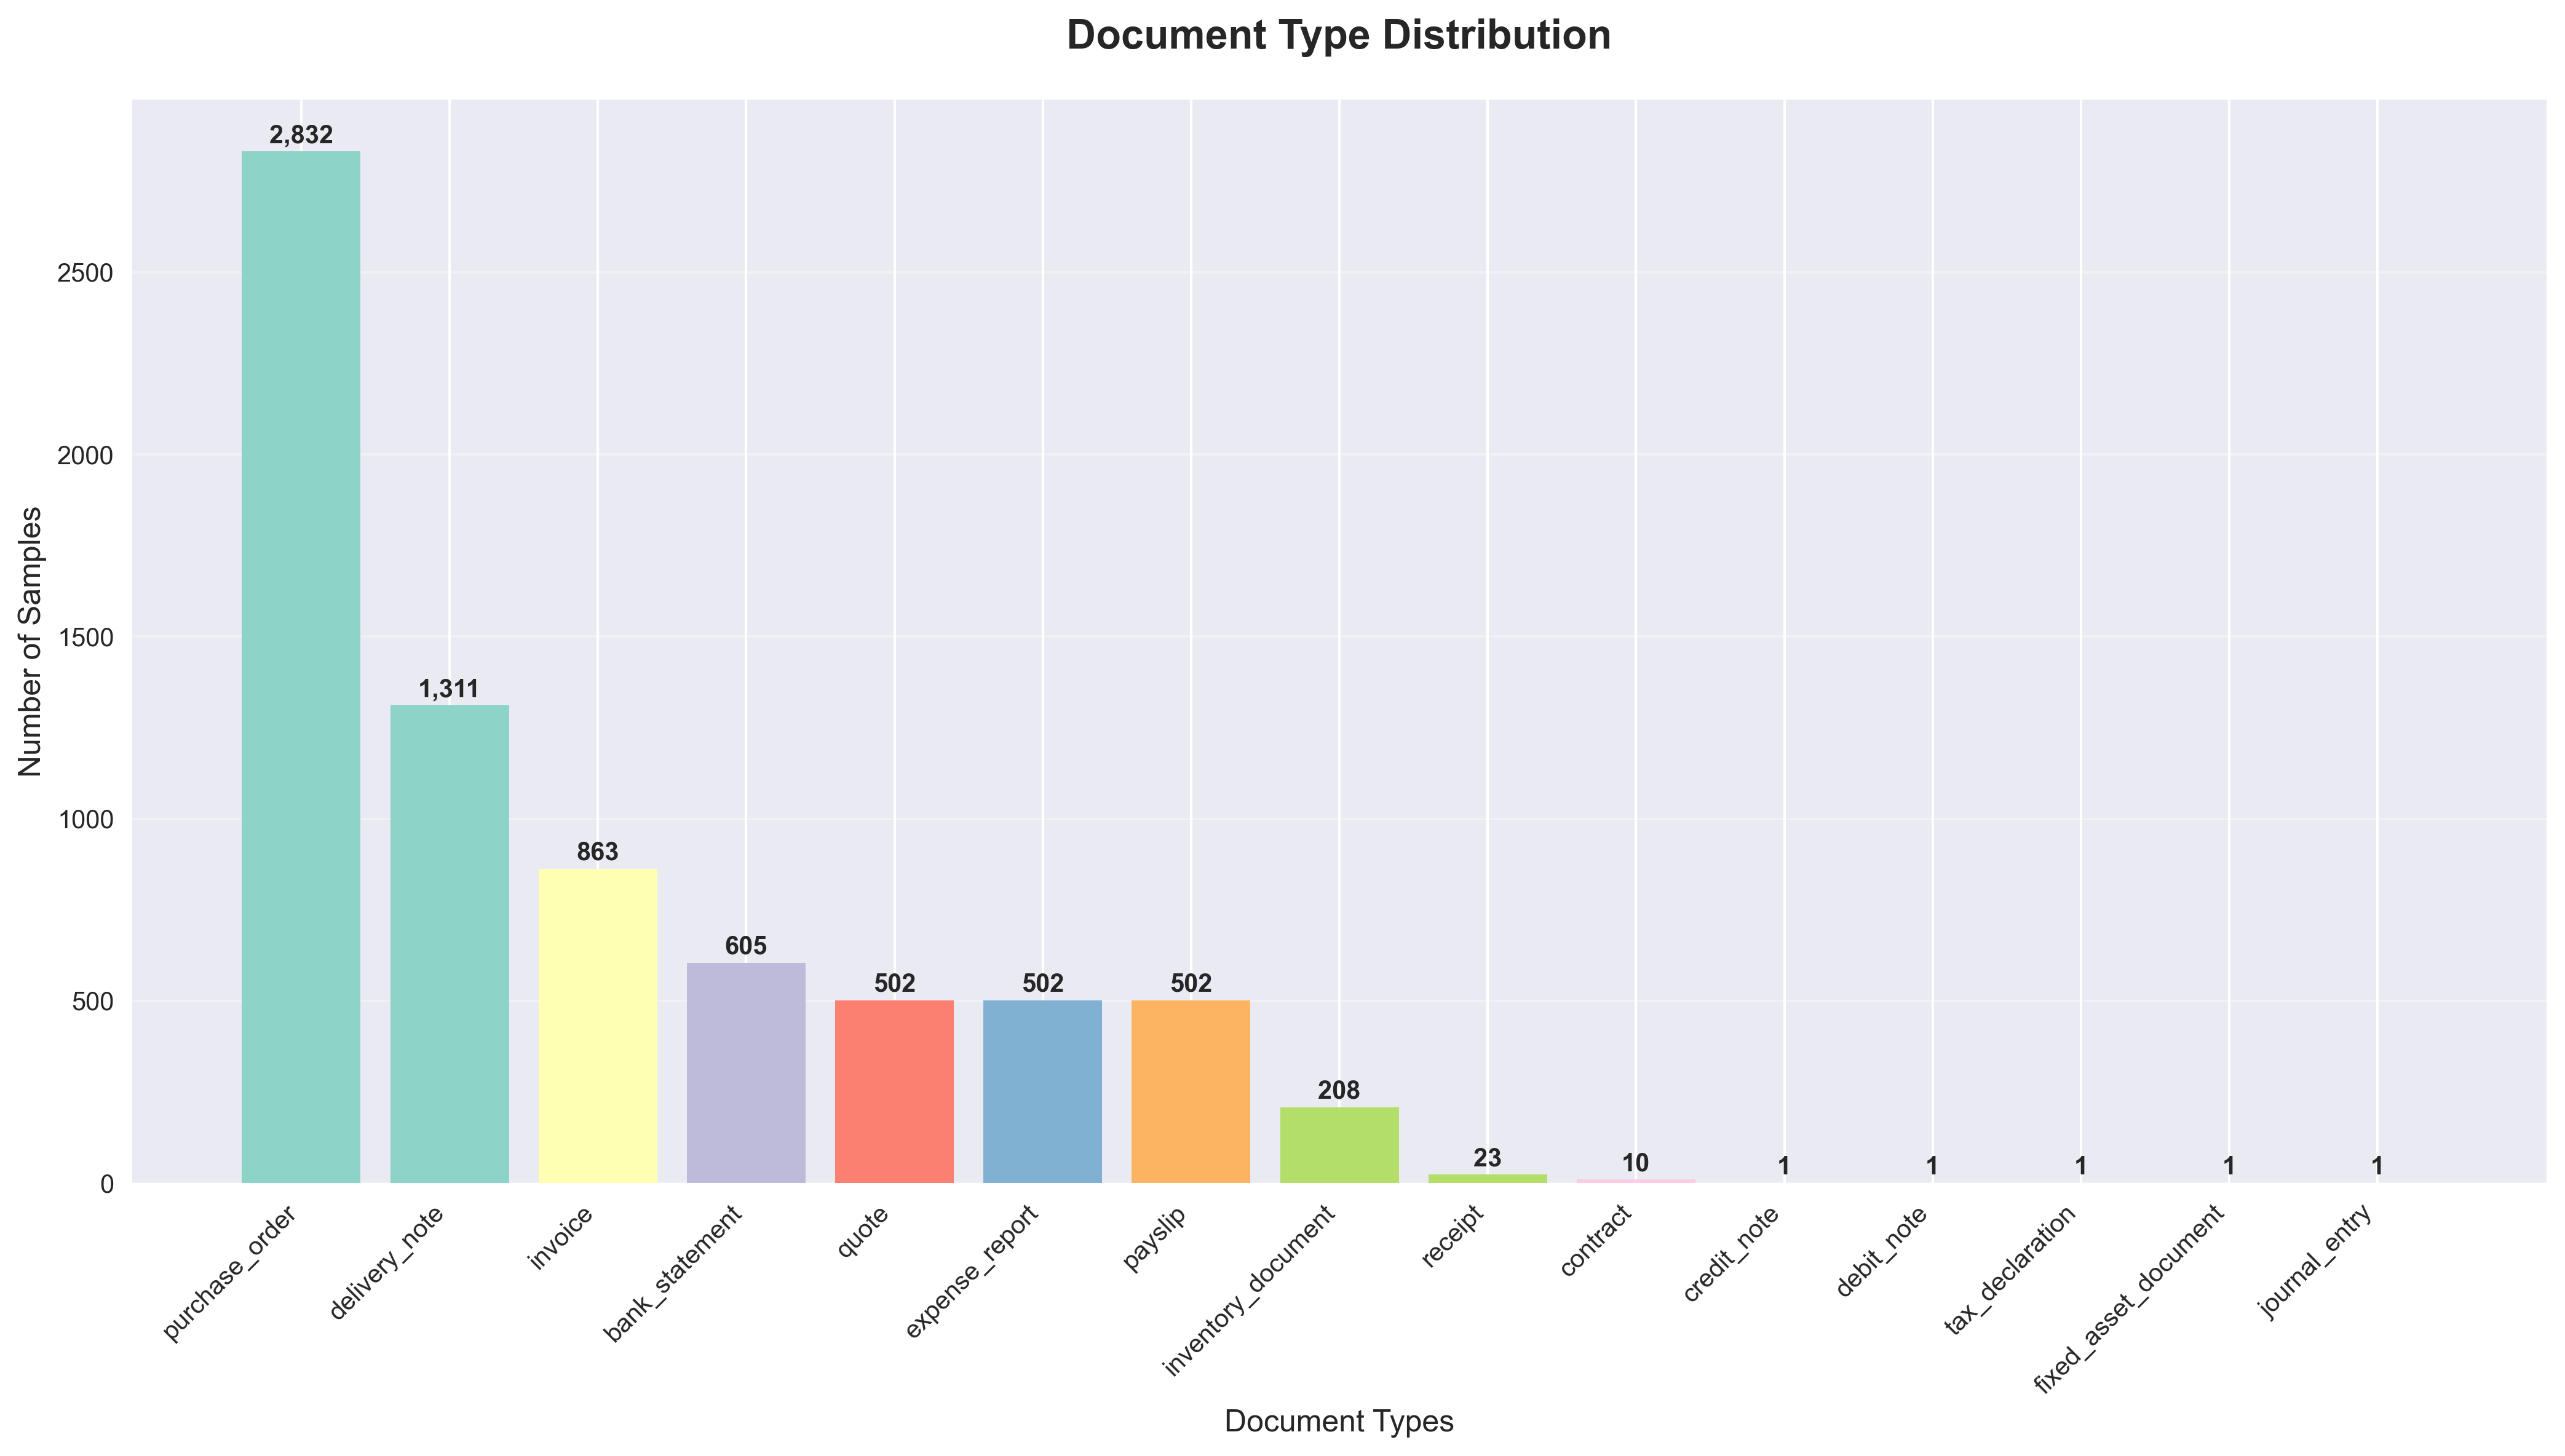 Document Type Distribution
Number of Samples
2500
2000
1500
1000
500
0
2,832
1,311
863
605
502
502
502
208
23
10
1
1
1
1
1
purchase_order
delivery_note
invoice
bank_statement
quote
expense_report
payslip
inventory_document
receipt
contract
credit_note
debit_note
tax_declaration
fixed_asset_document
journal_entry
Document Types